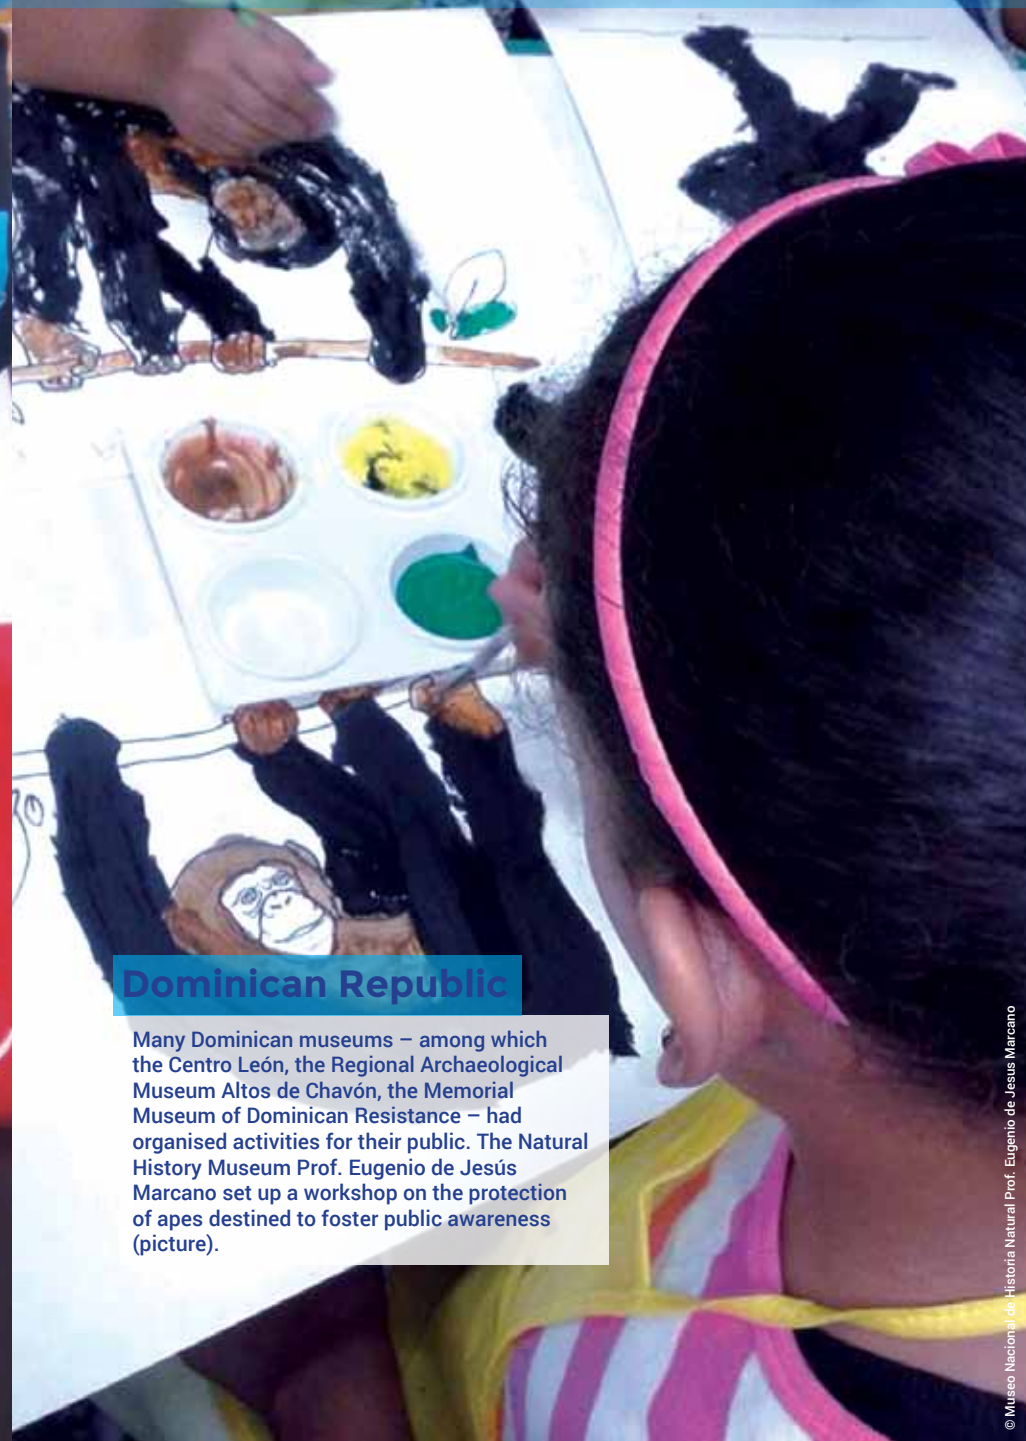 Dominican Republic
Many Dominican museums – among which
the Centro León, the Regional Archaeological
Museum Altos de Chavón, the Memorial
Museum of Dominican Resistance – had
organised activities for their public. The Natural
History Museum Prof. Eugenio de Jesús
Marcano set up a workshop on the protection
of apes destined to foster public awareness
(picture).
© Museo Nacional de Historia Natural Prof. Eugenio de Jesus Marcano